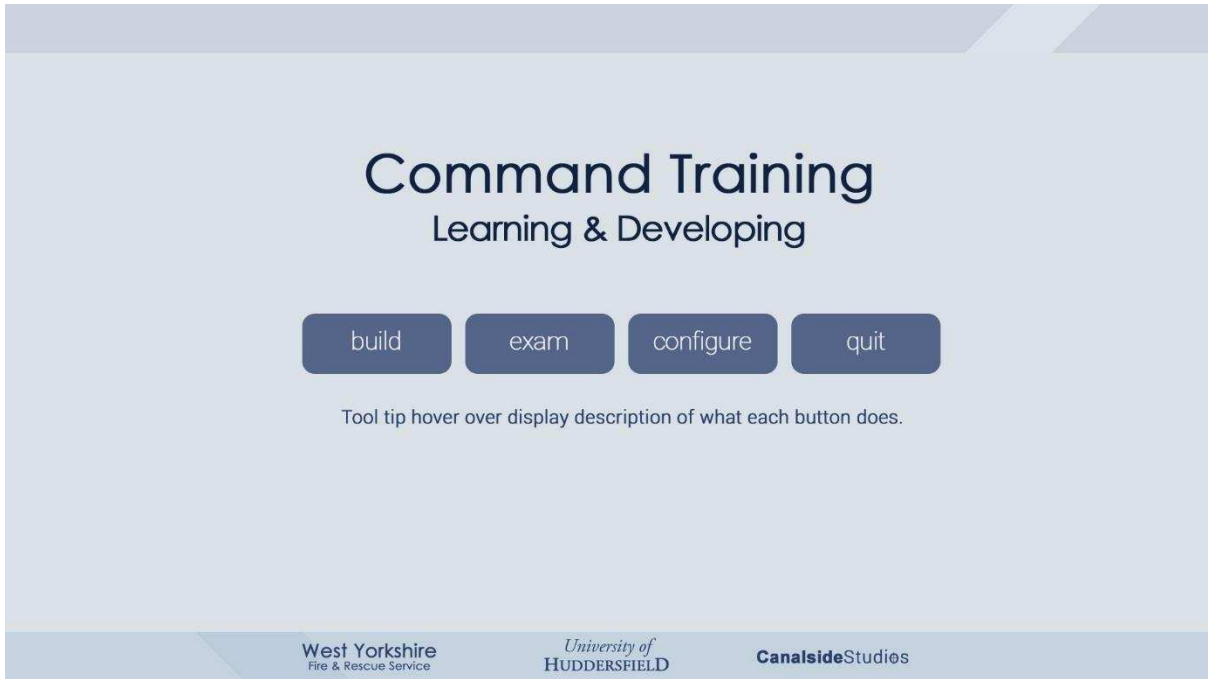 Command Training
Learning & Developing
build exam configure quit
Tool tip hover over display description of what each button does.
West Yorkshire
Fire & Rescue Service
University of
HUDDERSFIELD
CanalsideStudios